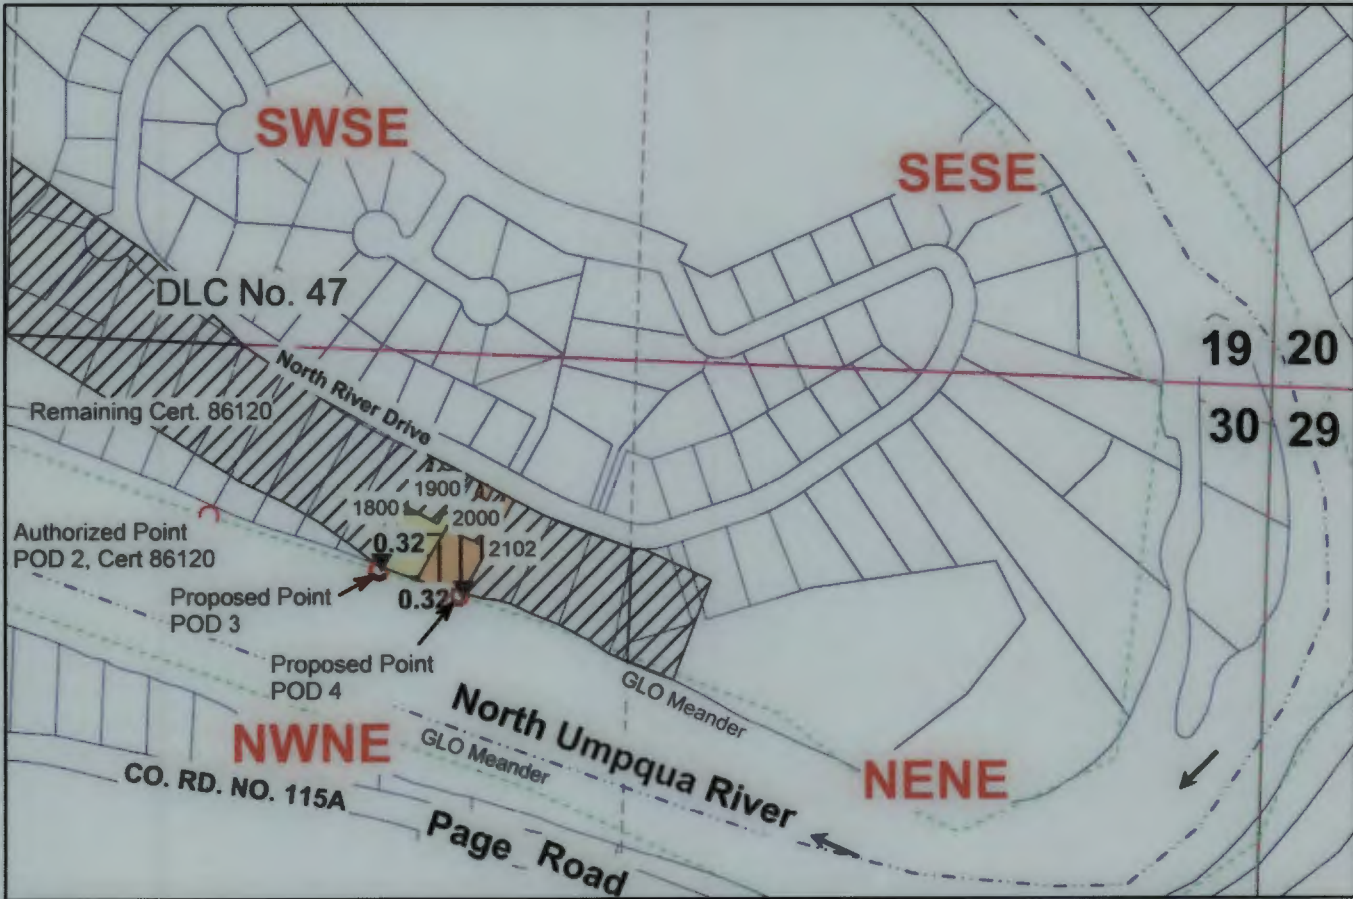 SWSE
SESE
DLC No. 47
19
20
North River Drive
Remaining Cert. 86120
30
29
1900
1800
2000
Authorized Point
POD 2, Cert 86120
0.32
2102
Proposed Point
POD 3
0.32
Proposed Point
POD 4
GLO Meander
North Umpqua River
NWNE
GLO Meander
NENE
CO. RD. NO. 115A
Page Road